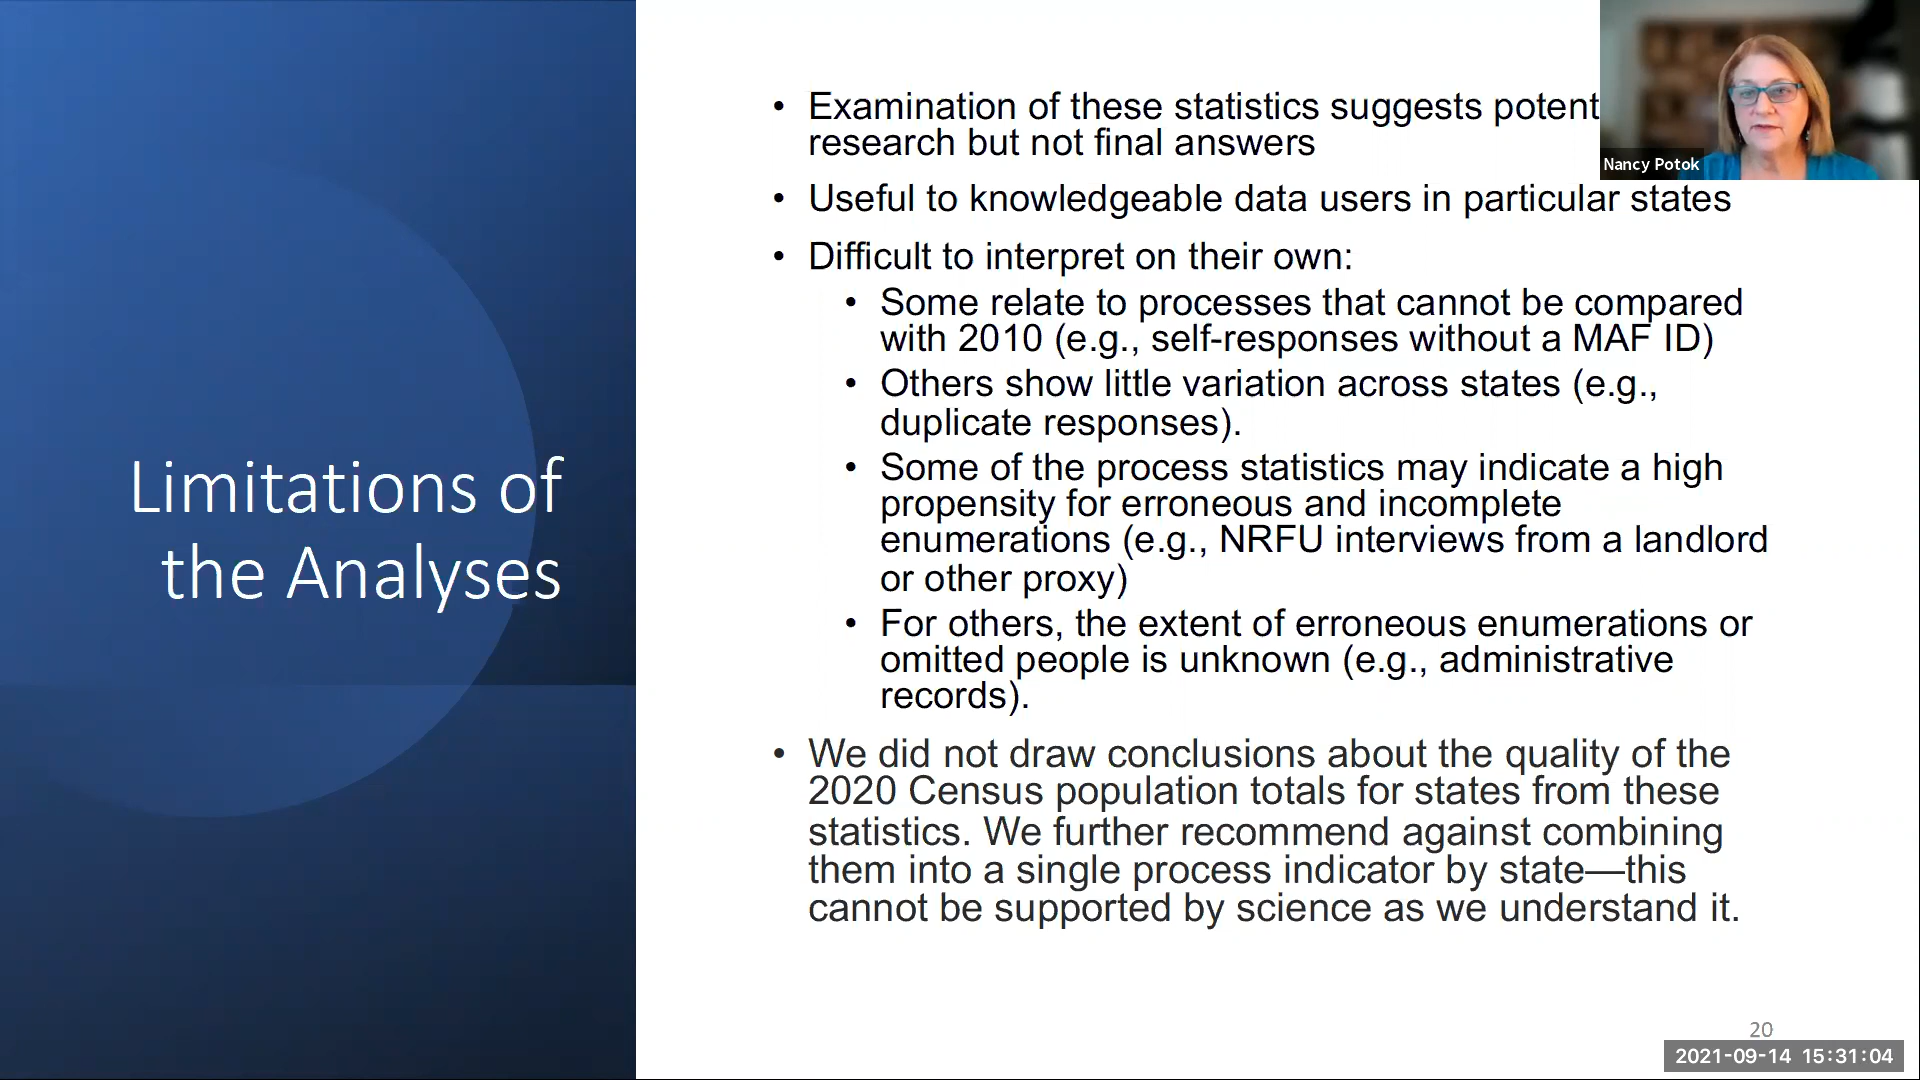 Limitations of
the Analyses
• Examination of these statistics suggests potent
research but not final answers
• Useful to knowledgeable data users in particular states
• Difficult to interpret on their own:
• Some relate to processes that cannot be compared
with 2010 (e.g., self-responses without a MAF ID)
• Others show little variation across states (e.g.,
duplicate responses).
• Some of the process statistics may indicate a high
propensity for erroneous and incomplete
enumerations (e.g., NRFU interviews from a landlord
or other proxy)
• For others, the extent of erroneous enumerations or
omitted people is unknown (e.g., administrative
records).
• We did not draw conclusions about the quality of the
2020 Census population totals for states from these
statistics. We further recommend against combining
them into a single process indicator by state—this
cannot be supported by science as we understand it.
Nancy Potok
20
2021-09-14 15:31:04